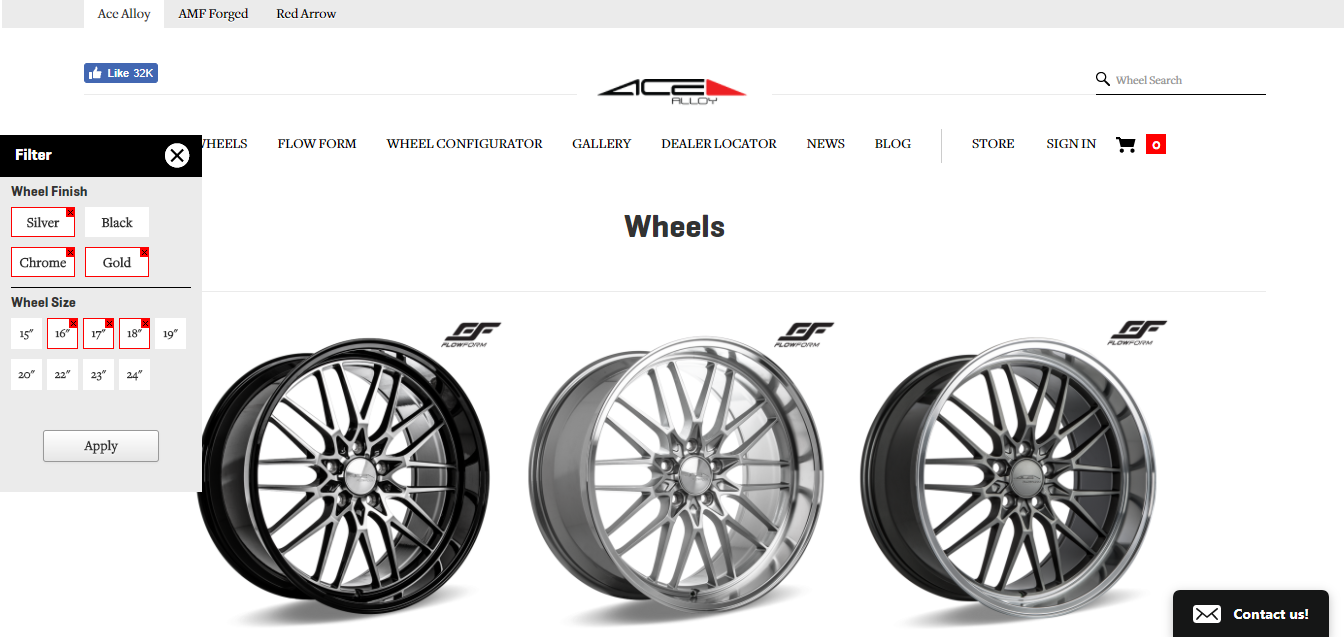 Ace Alloy AMF Forged Red Arrow
Like 32K
ACE
ALLOY
Wheel Search
WHEELS FLOW FORM WHEEL CONFIGURATOR GALLERY DEALER LOCATOR NEWS BLOG STORE SIGN IN 0
Filter
Wheel Finish
Silver Black
Chrome Gold
Wheel Size
15" 16" 17" 18" 19"
20" 22" 23" 24"
Apply
Wheels
FLOWFORM
FLOWFORM
FLOWFORM
Contact us!